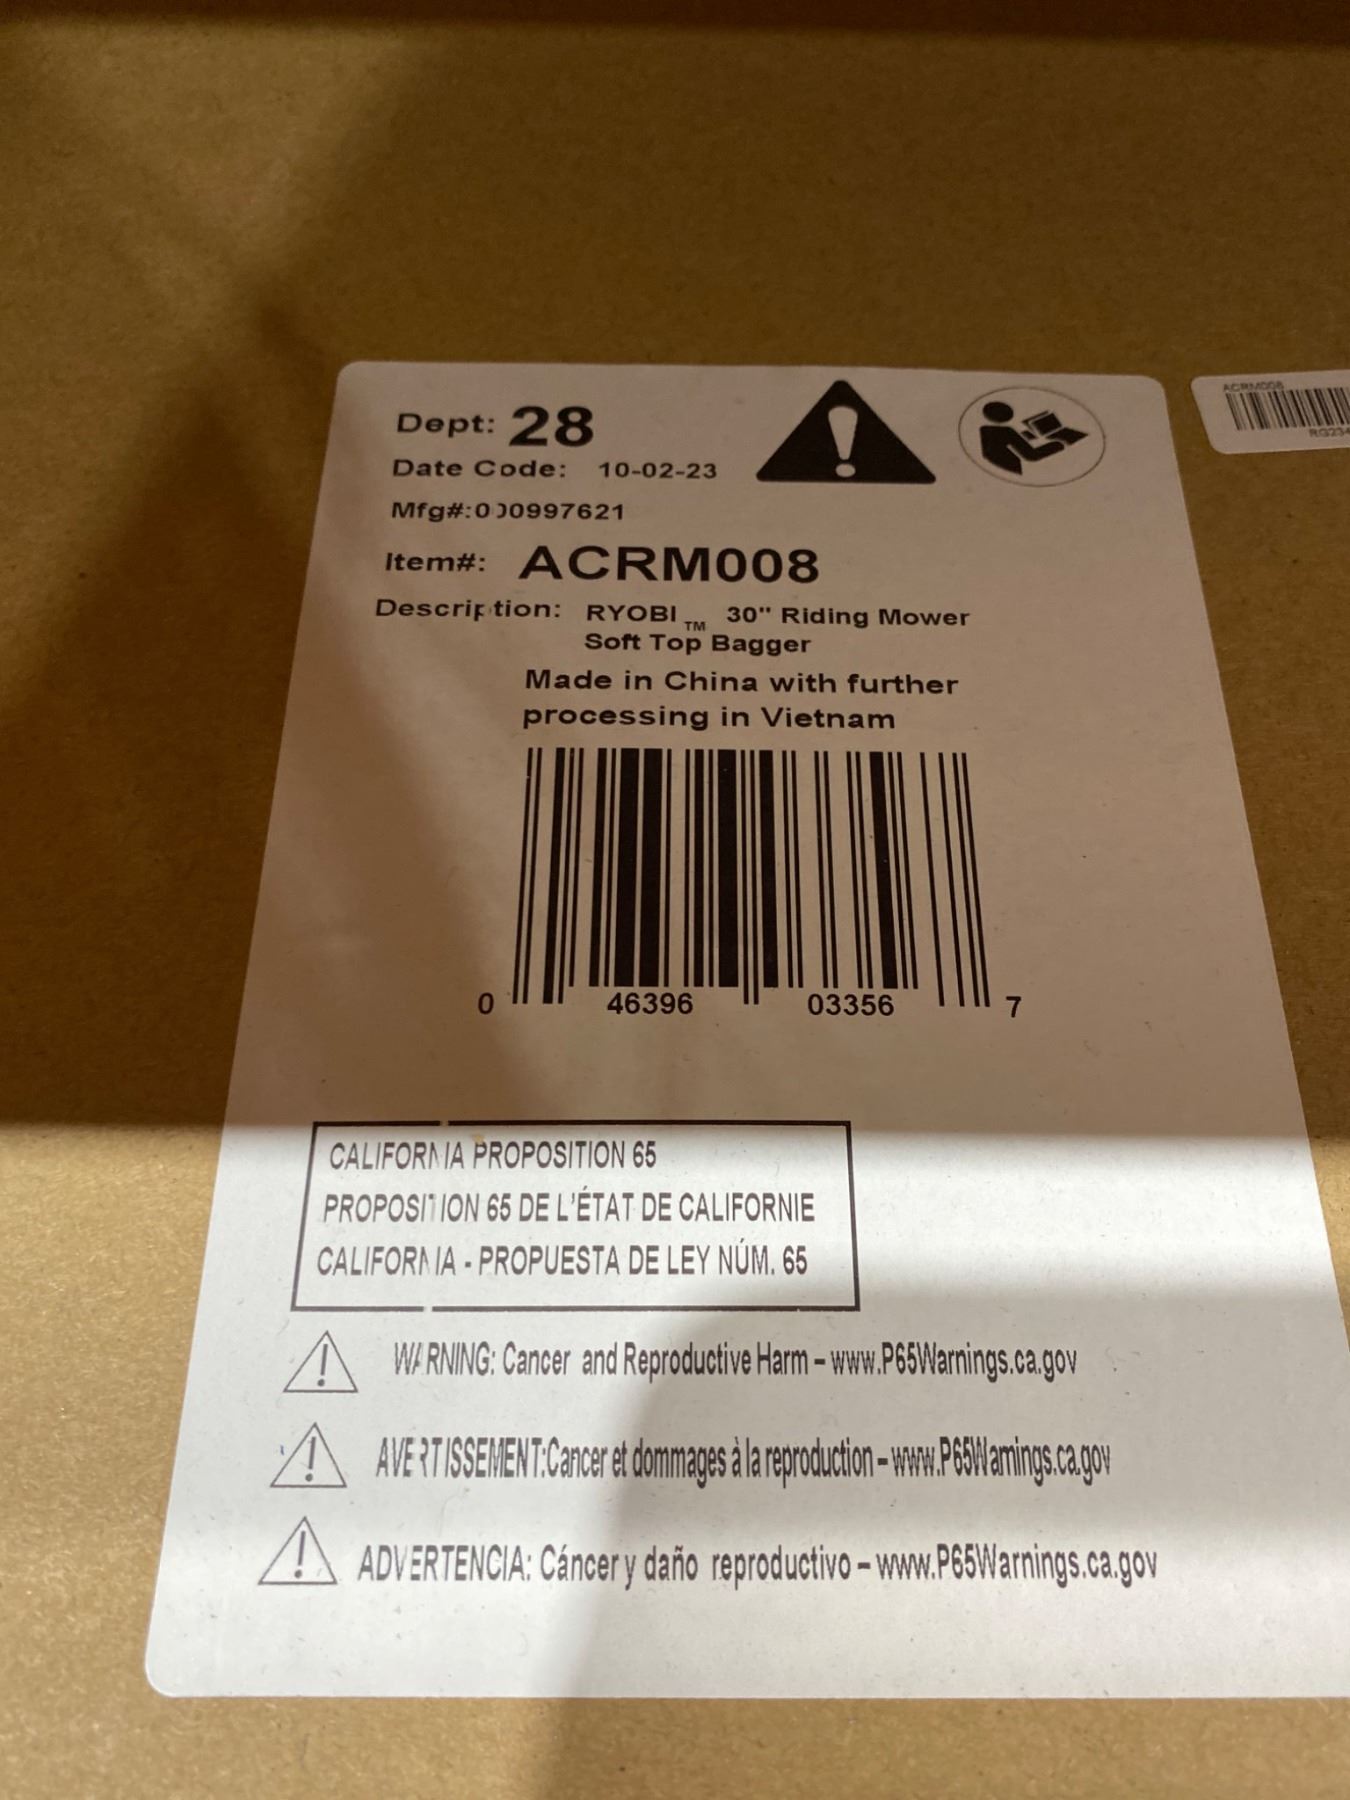 Dept: 28
Date Code: 10-02-23
Mfg#:000997621
Item#: ACRM008
Description: RYOBI™ 30" Riding Mower
Soft Top Bagger
Made in China with further
processing in Vietnam
0 46396 03356 7
CALIFORNIA PROPOSITION 65
PROPOSITION 65 DE L'ÉTAT DE CALIFORNIE
CALIFORNIA - PROPUESTA DE LEY NÚM. 65
WARNING: Cancer and Reproductive Harm – www.P65Warnings.ca.gov
AVERTISSEMENT:Cancer et dommages à la reproduction – www.P65Warnings.ca.gov
ADVERTENCIA: Cáncer y daño reproductivo – www.P65Warnings.ca.gov
ACRM008
RG234